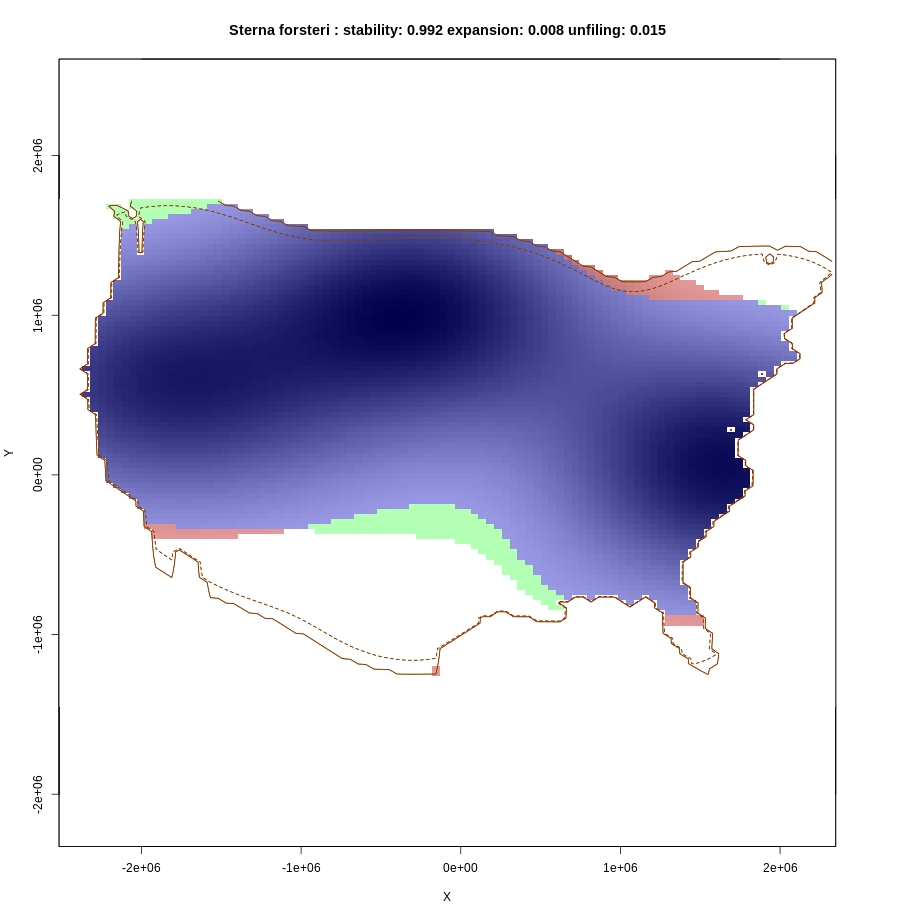 Sterna forsteri : stability: 0.992 expansion: 0.008 unfiling: 0.015
2e+06
1e+06
Y
0e+00
-1e+06
-2e+06
-2e+06 -1e+06 0e+00 1e+06 2e+06
X